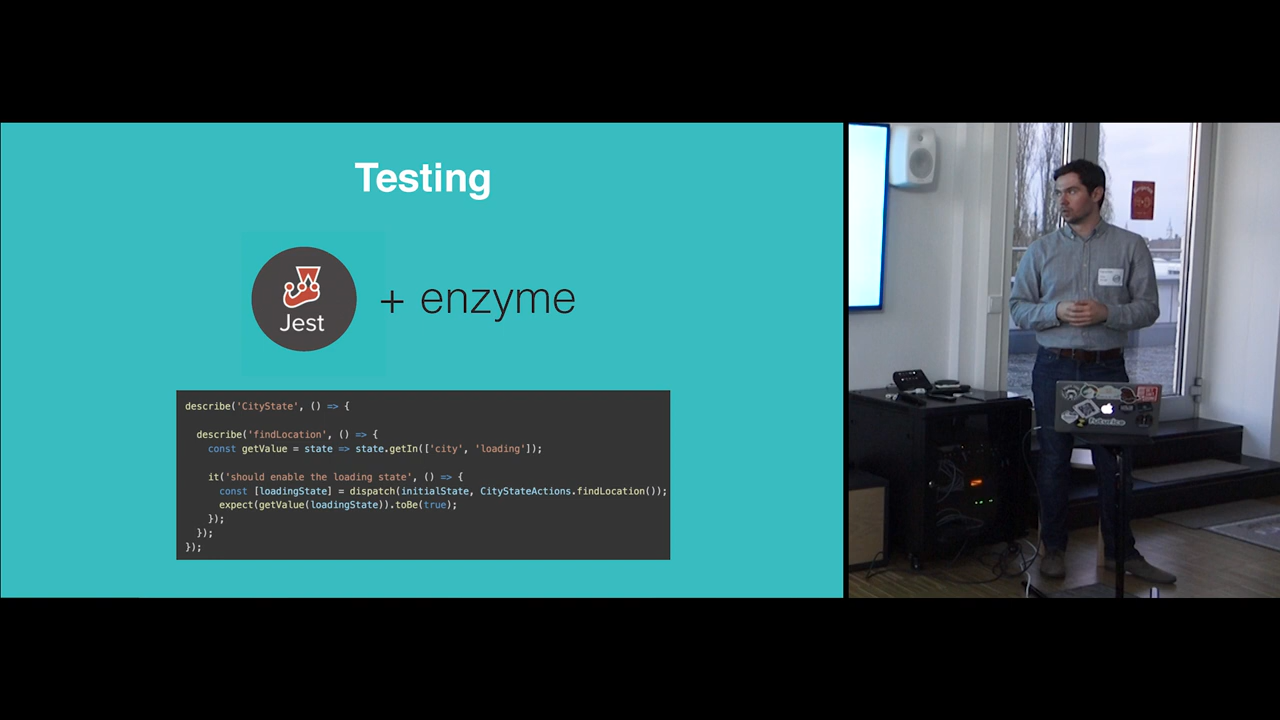 Testing
Jest
+ enzyme
describe('CityState', () => {
describe('findLocation', () => {
const getValue = state => state.getIn(['city', 'loading']);
it('should enable the loading state', () => {
const [loadingState] = dispatch(initialState, CityStateActions.findLocation());
expect(getValue(loadingState)).toBe(true);
});
});
});
futurice